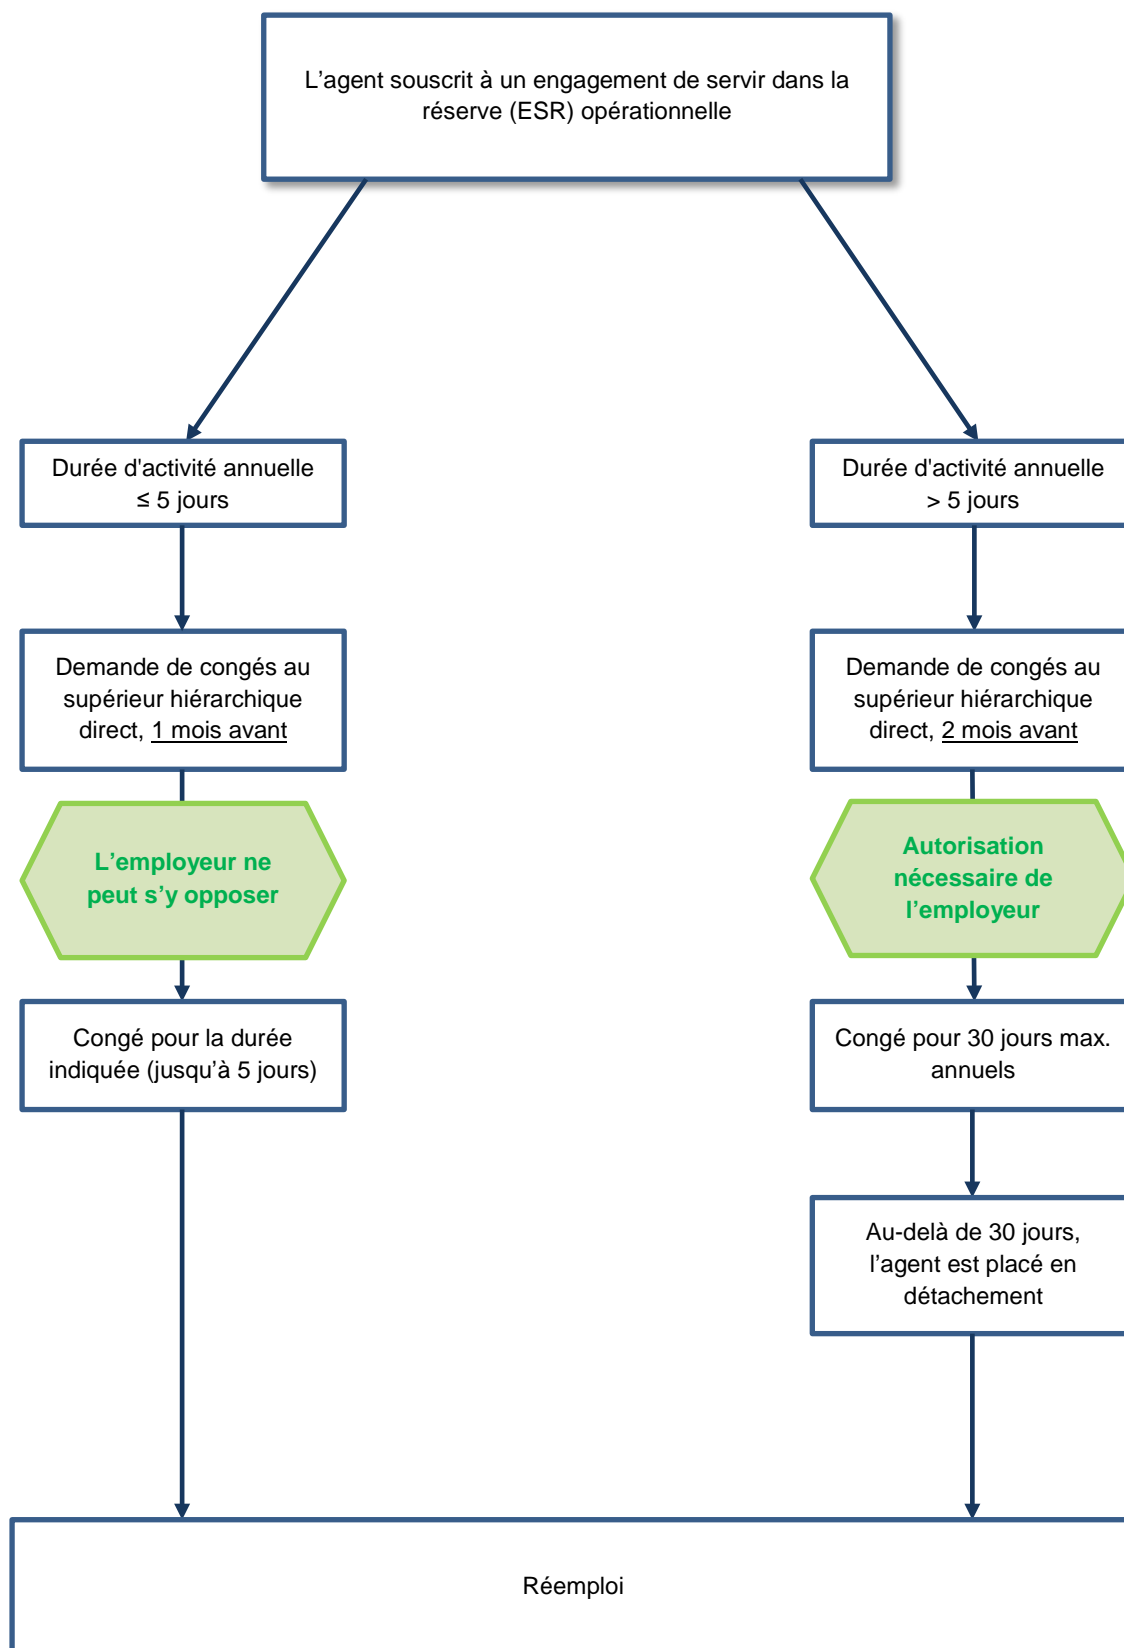 L’agent souscrit à un engagement de servir dans la
réserve (ESR) opérationnelle
Durée d'activité annuelle
≤ 5 jours
Durée d'activité annuelle
> 5 jours
Demande de congés au
supérieur hiérarchique
direct, 1 mois avant
Demande de congés au
supérieur hiérarchique
direct, 2 mois avant
L’employeur ne
peut s’y opposer
Autorisation
nécessaire de
l’employeur
Congé pour la durée
indiquée (jusqu’à 5 jours)
Congé pour 30 jours max.
annuels
Au-delà de 30 jours,
l’agent est placé en
détachement
Réemploi